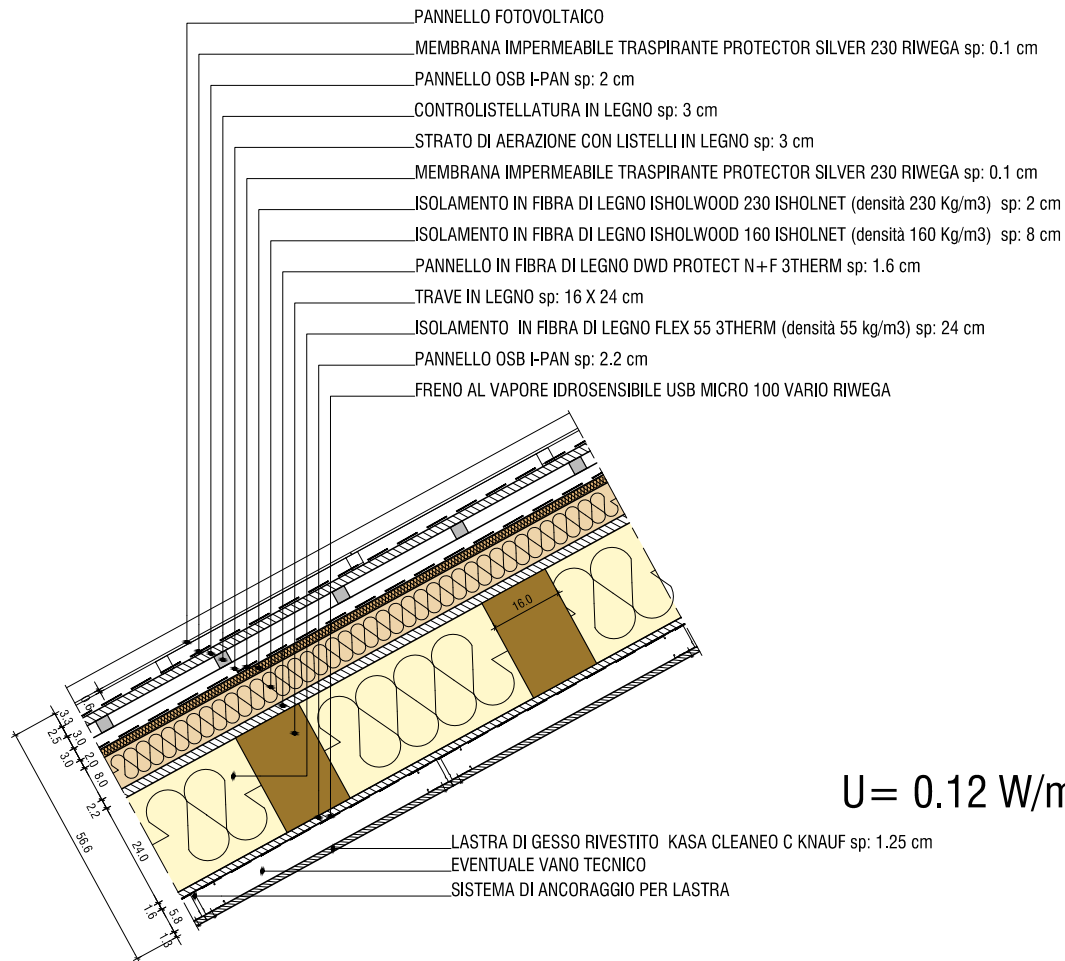 PANNELLO FOTOVOLTAICO
MEMBRANA IMPERMEABILE TRASPIRANTE PROTECTOR SILVER 230 RIWEGA sp: 0.1 cm
PANNELLO OSB I-PAN sp: 2 cm
CONTROLISTELLATURA IN LEGNO sp: 3 cm
STRATO DI AERAZIONE CON LISTELLI IN LEGNO sp: 3 cm
MEMBRANA IMPERMEABILE TRASPIRANTE PROTECTOR SILVER 230 RIWEGA sp: 0.1 cm
ISOLAMENTO IN FIBRA DI LEGNO ISHOLWOOD 230 ISHOLNET (densità 230 Kg/m3) sp: 2 cm
ISOLAMENTO IN FIBRA DI LEGNO ISHOLWOOD 160 ISHOLNET (densità 160 Kg/m3) sp: 8 cm
PANNELLO IN FIBRA DI LEGNO DWD PROTECT N+F 3THERM sp: 1.6 cm
TRAVE IN LEGNO sp: 16 X 24 cm
ISOLAMENTO IN FIBRA DI LEGNO FLEX 55 3THERM (densità 55 kg/m3) sp: 24 cm
PANNELLO OSB I-PAN sp: 2.2 cm
FRENO AL VAPORE IDROSENSIBILE USB MICRO 100 VARIO RIWEGA
16.0
3.3
3.0
2.5
2.0
3.0
8.0
2.2
56.6
24.0
1.6
5.8
1.3
U= 0.12 W/m
LASTRA DI GESSO RIVESTITO KASA CLEANEO C KNAUF sp: 1.25 cm
EVENTUALE VANO TECNICO
SISTEMA DI ANCORAGGIO PER LASTRA